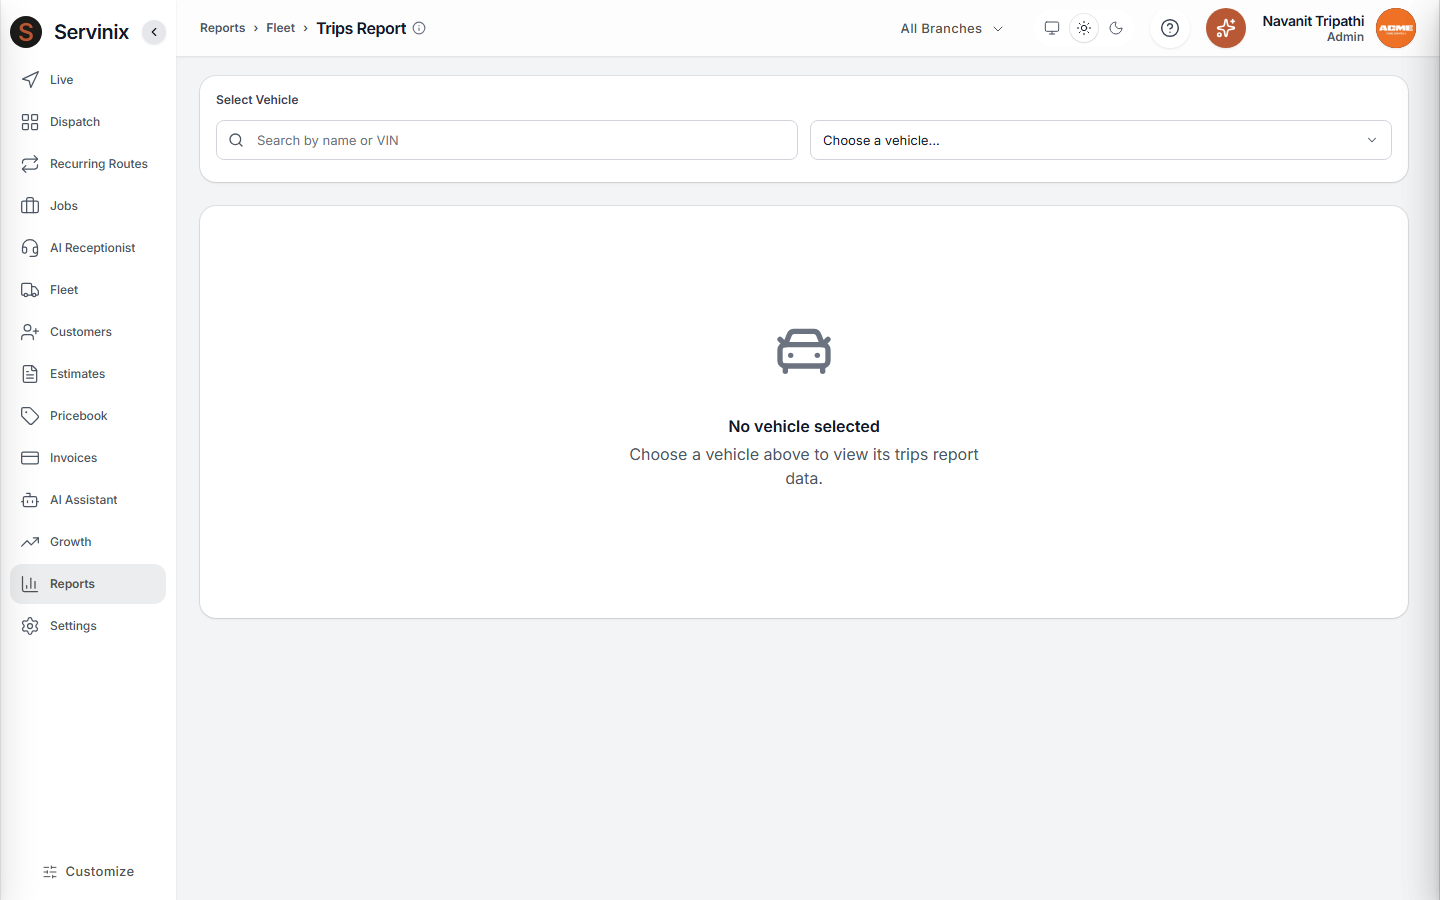 S Servinix
Reports › Fleet › Trips Report
All Branches
Navanit Tripathi
Admin
ACME
Live
Dispatch
Recurring Routes
Jobs
AI Receptionist
Fleet
Customers
Estimates
Pricebook
Invoices
AI Assistant
Growth
Reports
Settings
Customize
Select Vehicle
Search by name or VIN
Choose a vehicle...
No vehicle selected
Choose a vehicle above to view its trips report
data.